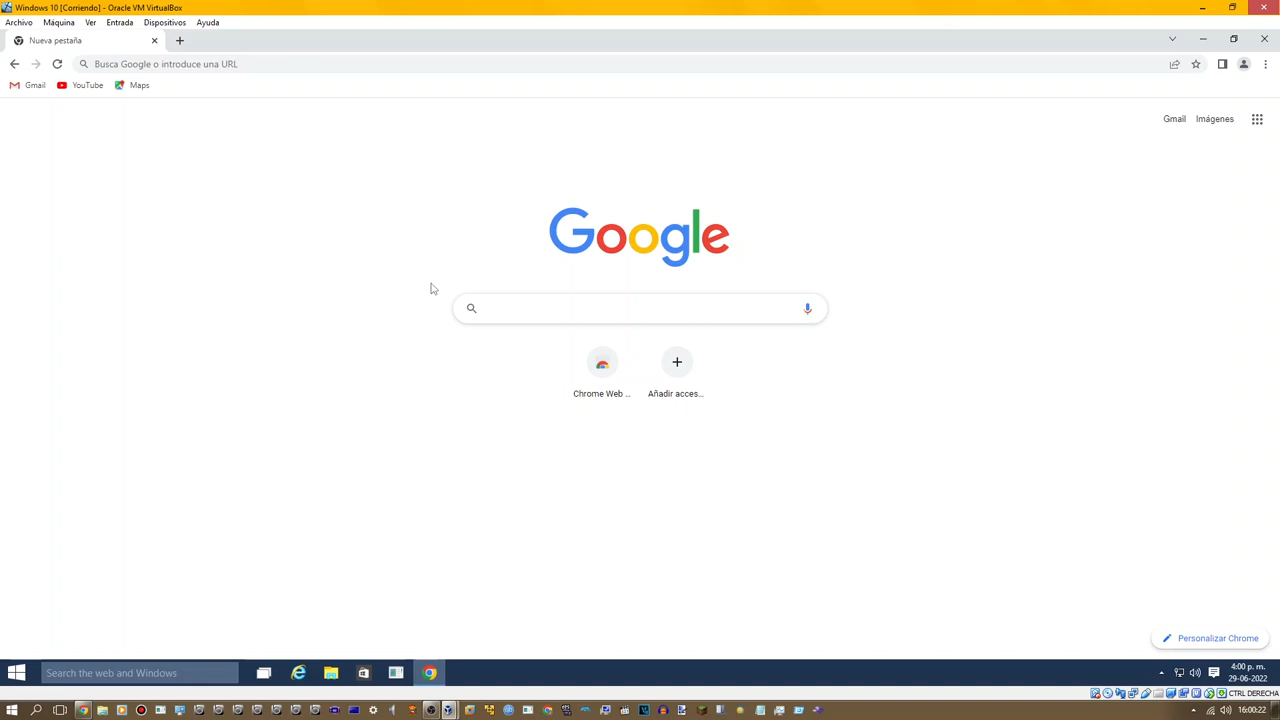 Windows 10 [Corriendo] - Oracle VM VirtualBox
Archivo Máquina Ver Entrada Dispositivos Ayuda
Nueva pestaña
Busca Google o introduce una URL
Gmail YouTube Maps
Gmail Imágenes
Google
Chrome Web ... Añadir acces...
Personalizar Chrome
Search the web and Windows
4:00 p. m.
29-06-2022
CTRL DERECHA
16:00:22